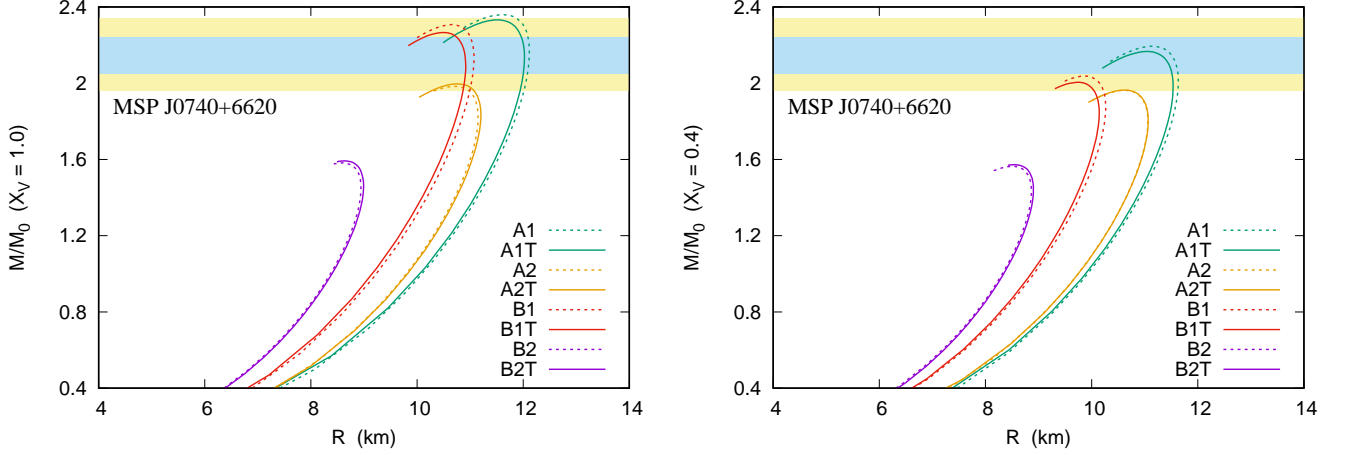 2.4
2
1.6
1.2
0.8
0.4
M/M0 (XV = 1.0)
MSP J0740+6620
A1
A1T
A2
A2T
B1
B1T
B2
B2T
4 6 8 10 12 14
R (km)
2.4
2
1.6
1.2
0.8
0.4
M/M0 (XV = 0.4)
MSP J0740+6620
A1
A1T
A2
A2T
B1
B1T
B2
B2T
4 6 8 10 12 14
R (km)